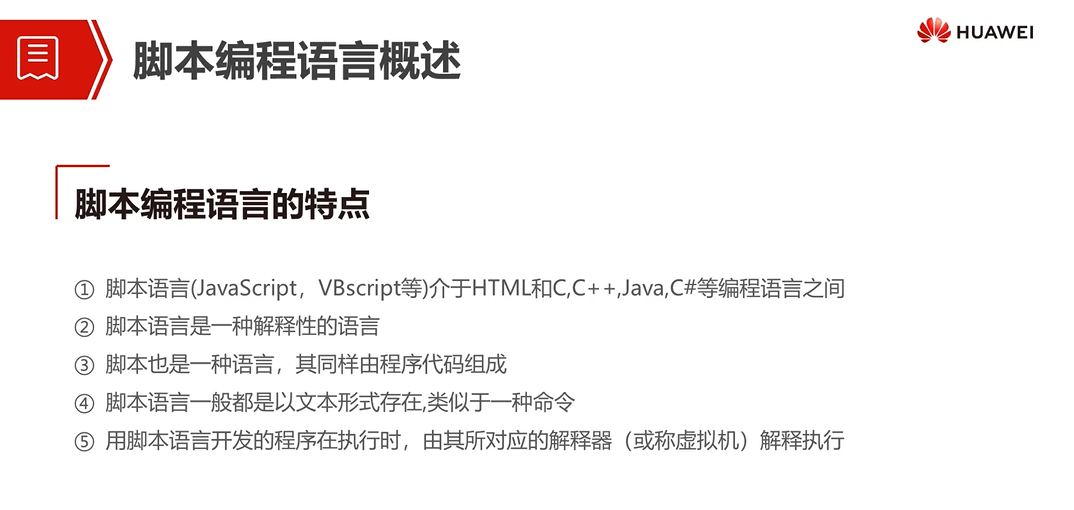 脚本编程语言概述
HUAWEI
脚本编程语言的特点
① 脚本语言(JavaScript，VBscript等)介于HTML和C,C++,Java,C#等编程语言之间
② 脚本语言是一种解释性的语言
③ 脚本也是一种语言，其同样由程序代码组成
④ 脚本语言一般都是以文本形式存在,类似于一种命令
⑤ 用脚本语言开发的程序在执行时，由其所对应的解释器（或称虚拟机）解释执行